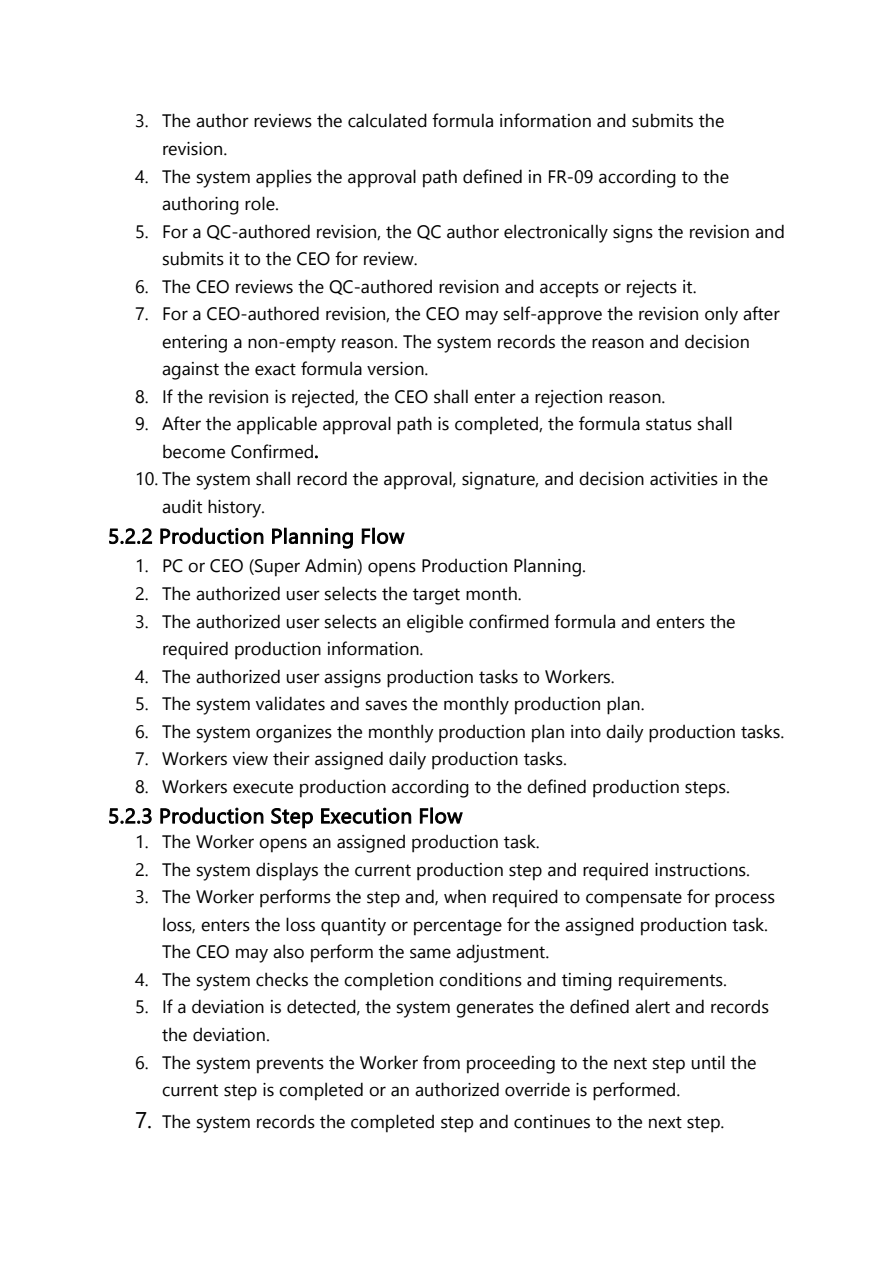 3. The author reviews the calculated formula information and submits the
revision.
4. The system applies the approval path defined in FR-09 according to the
authoring role.
5. For a QC-authored revision, the QC author electronically signs the revision and
submits it to the CEO for review.
6. The CEO reviews the QC-authored revision and accepts or rejects it.
7. For a CEO-authored revision, the CEO may self-approve the revision only after
entering a non-empty reason. The system records the reason and decision
against the exact formula version.
8. If the revision is rejected, the CEO shall enter a rejection reason.
9. After the applicable approval path is completed, the formula status shall
become Confirmed.
10. The system shall record the approval, signature, and decision activities in the
audit history.
5.2.2 Production Planning Flow
1. PC or CEO (Super Admin) opens Production Planning.
2. The authorized user selects the target month.
3. The authorized user selects an eligible confirmed formula and enters the
required production information.
4. The authorized user assigns production tasks to Workers.
5. The system validates and saves the monthly production plan.
6. The system organizes the monthly production plan into daily production tasks.
7. Workers view their assigned daily production tasks.
8. Workers execute production according to the defined production steps.
5.2.3 Production Step Execution Flow
1. The Worker opens an assigned production task.
2. The system displays the current production step and required instructions.
3. The Worker performs the step and, when required to compensate for process
loss, enters the loss quantity or percentage for the assigned production task.
The CEO may also perform the same adjustment.
4. The system checks the completion conditions and timing requirements.
5. If a deviation is detected, the system generates the defined alert and records
the deviation.
6. The system prevents the Worker from proceeding to the next step until the
current step is completed or an authorized override is performed.
7. The system records the completed step and continues to the next step.